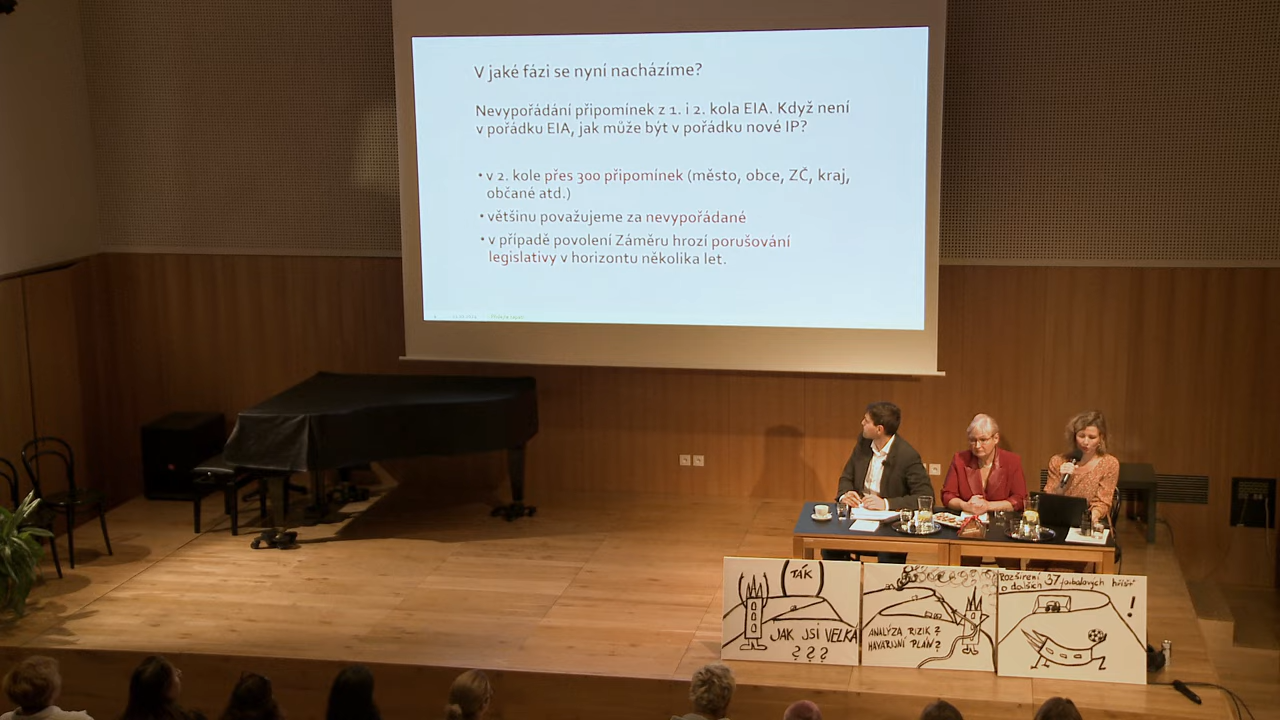 V jaké fázi se nyní nacházíme?
Nevypořádání připomínek z 1. i 2. kola EIA. Když není
v pořádku EIA, jak může být v pořádku nové IP?
• v 2. kole přes 300 připomínek (město, obce, ZČ, kraj,
občané atd.)
• většinu považujeme za nevypořádané
• v případě povolení Záměru hrozí porušování
legislativy v horizontu několika let.
TÁK
JAK JSI VELKÁ
???
ANALÝZA RIZIK?
HAVARIJNÍ PLÁN?
ROZŠÍŘENÍ
o dalších 37 fotbalových hřišť
!